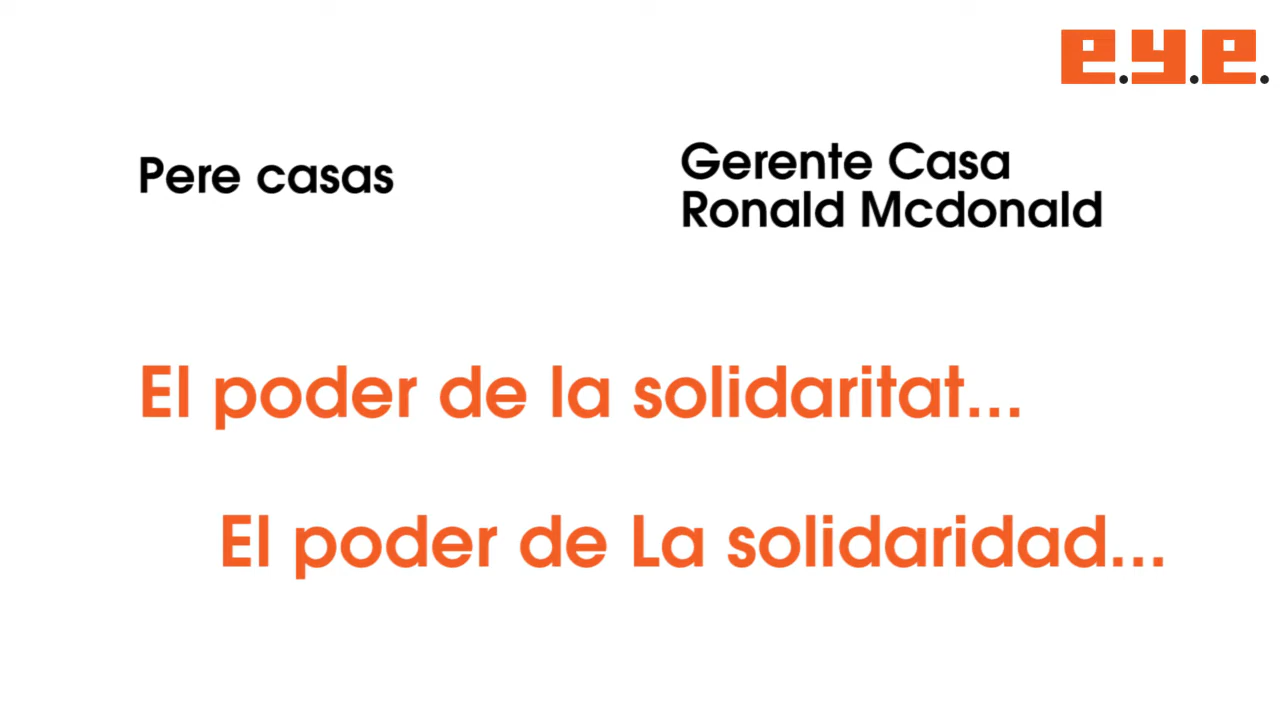 e.y.e.
Pere casas
Gerente Casa
Ronald Mcdonald
El poder de la solidaritat...
El poder de La solidaridad...